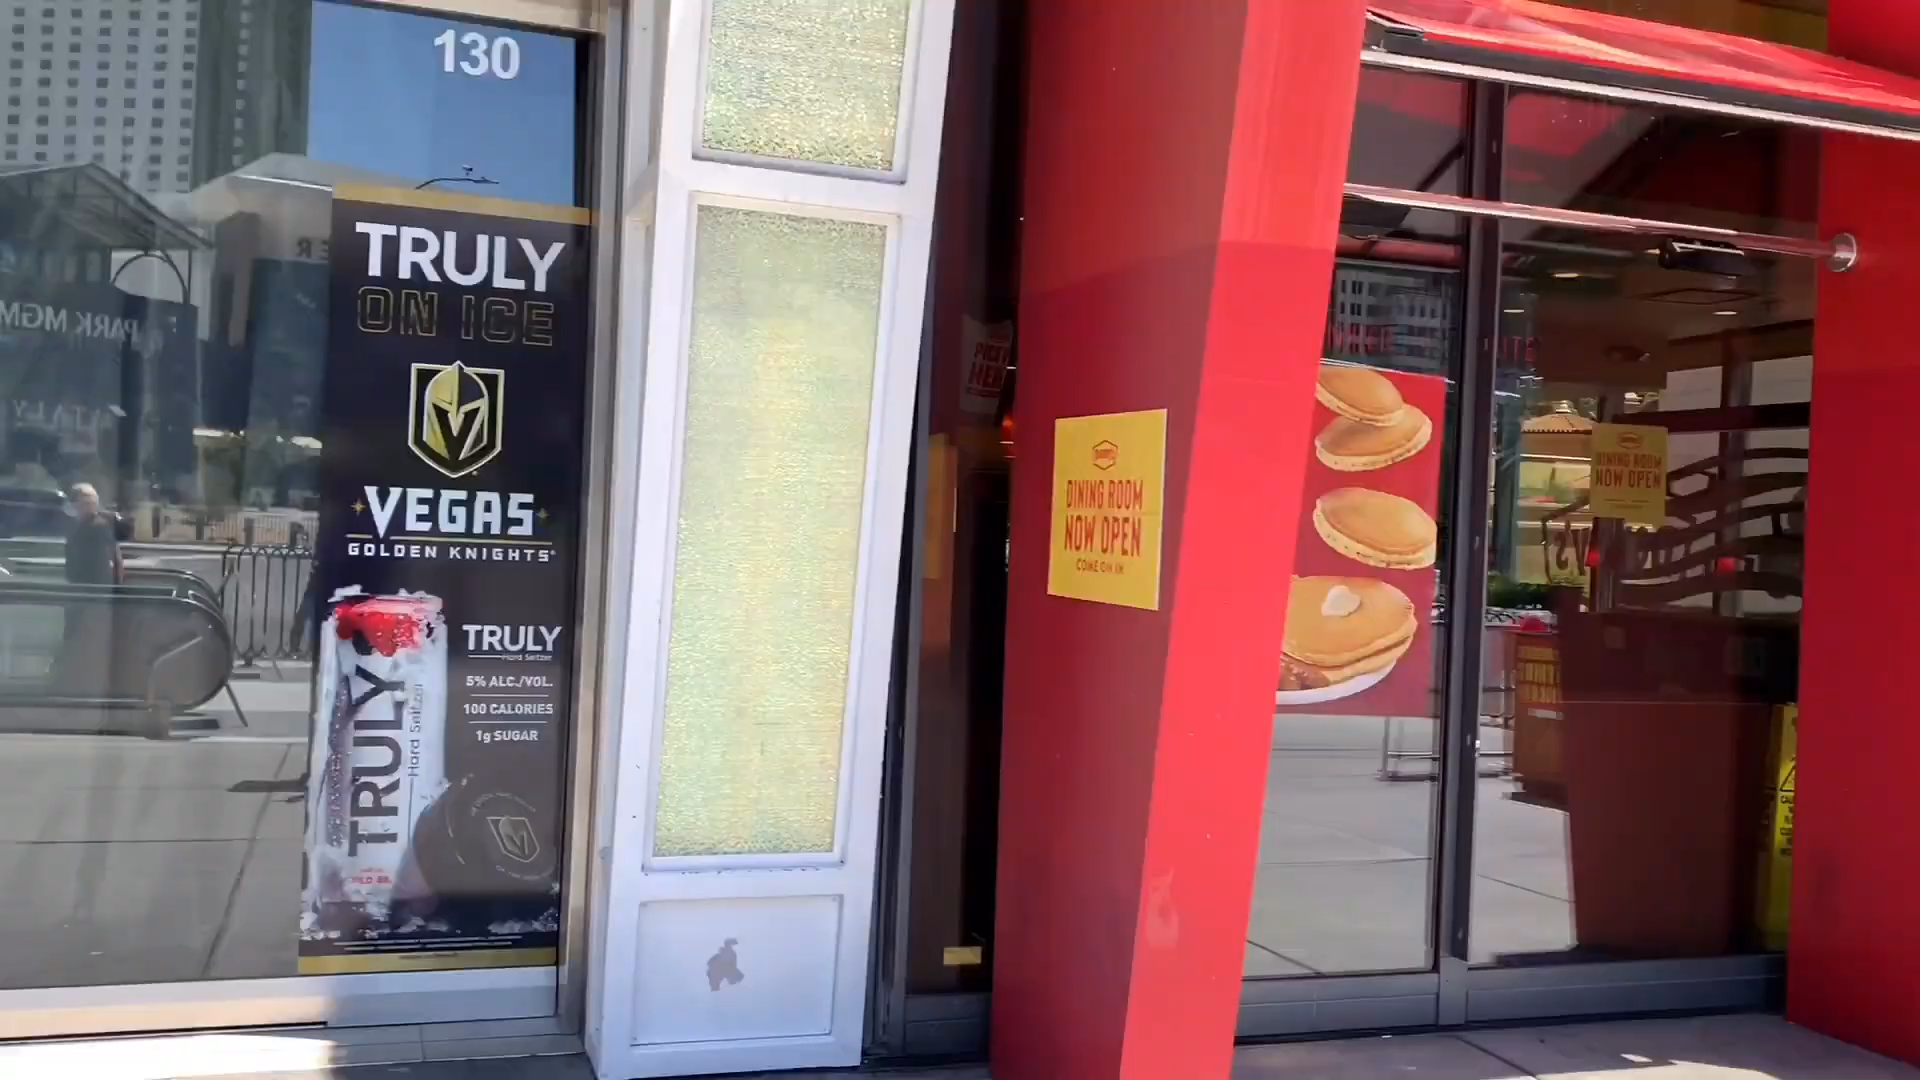 130
TRULY
ON ICE
VEGAS
GOLDEN KNIGHTS
TRULY
Hard Seltzer
5% ALC./VOL.
100 CALORIES
1g SUGAR
TRULY
Hard Seltzer
PARK MGM
Denny's
DINING ROOM
NOW OPEN
COME ON IN
DINING ROOM
NOW OPEN